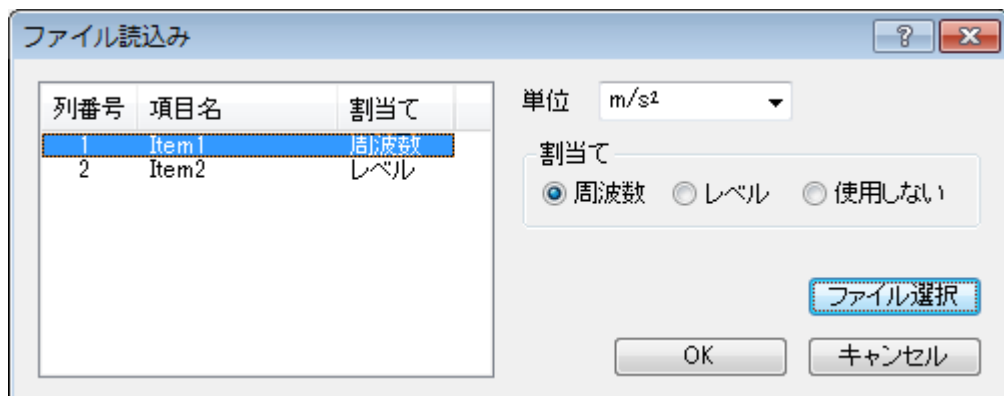 ファイル読込み
列番号 項目名 割当て
1 Item1 周波数
2 Item2 レベル
単位 m/s²
割当て
周波数 レベル 使用しない
ファイル選択
OK キャンセル